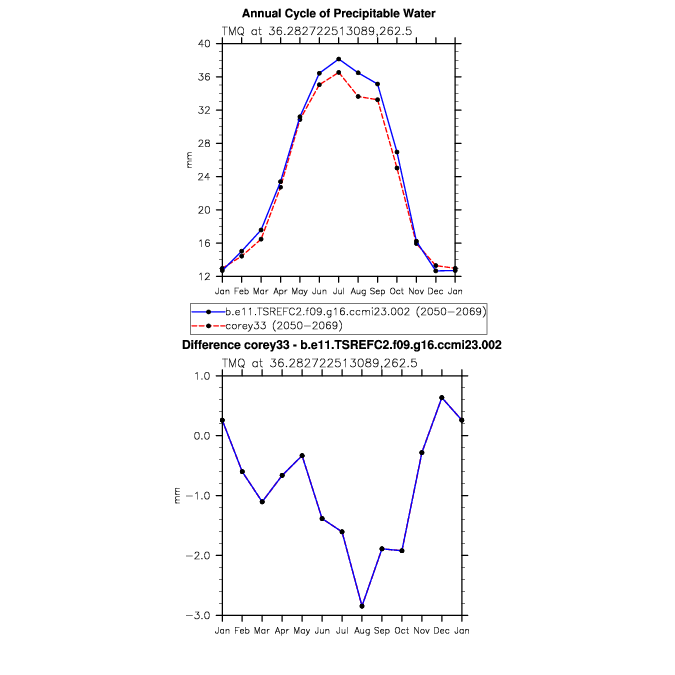 Annual Cycle of Precipitable Water
TMQ at 36.282722513089,262.5
40
36
32
28
24
20
16
12
mm
Jan Feb Mar Apr May Jun Jul Aug Sep Oct Nov Dec Jan
b.e11.TSREFC2.f09.g16.ccmi23.002 (2050-2069)
corey33 (2050-2069)
Difference corey33 - b.e11.TSREFC2.f09.g16.ccmi23.002
TMQ at 36.282722513089,262.5
1.0
0.0
-1.0
-2.0
-3.0
mm
Jan Feb Mar Apr May Jun Jul Aug Sep Oct Nov Dec Jan